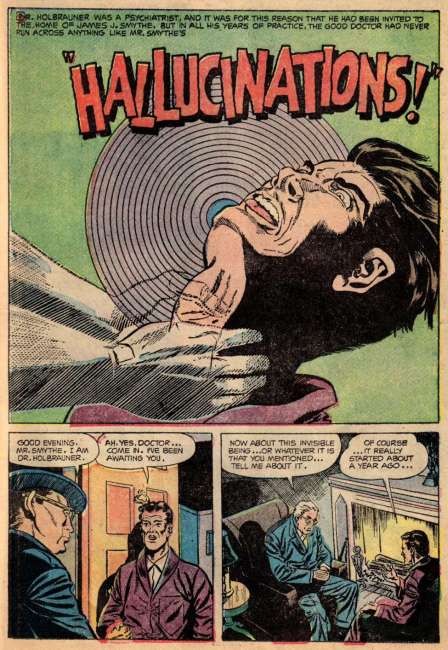 DR. HOLBRAUNER WAS A PSYCHIATRIST, AND IT WAS FOR THIS REASON THAT HE HAD BEEN INVITED TO
THE HOME OF JAMES J. SMYTHE. BUT IN ALL HIS YEARS OF PRACTICE, THE GOOD DOCTOR HAD NEVER
RUN ACROSS ANYTHING LIKE MR. SMYTHE'S
"HALLUCINATIONS!"
GOOD EVENING,
MR. SMYTHE. I AM
DR. HOLBRAUNER.
AH, YES, DOCTOR...
COME IN. I'VE BEEN
AWAITING YOU.
NOW ABOUT THIS INVISIBLE
BEING...OR WHATEVER IT IS
THAT YOU MENTIONED...
TELL ME ABOUT IT.
OF COURSE
...IT REALLY
STARTED ABOUT
A YEAR AGO...